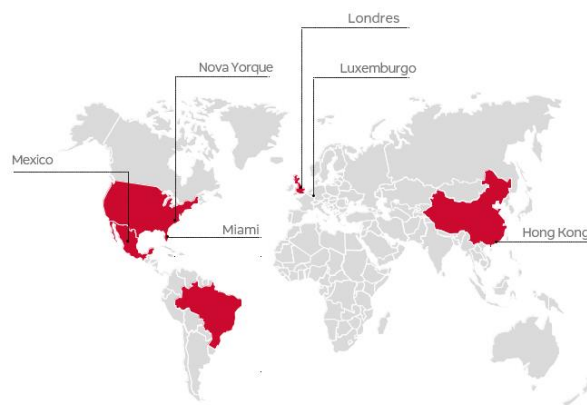 Londres
Nova Yorque
Luxemburgo
Mexico
Miami
Hong Kong